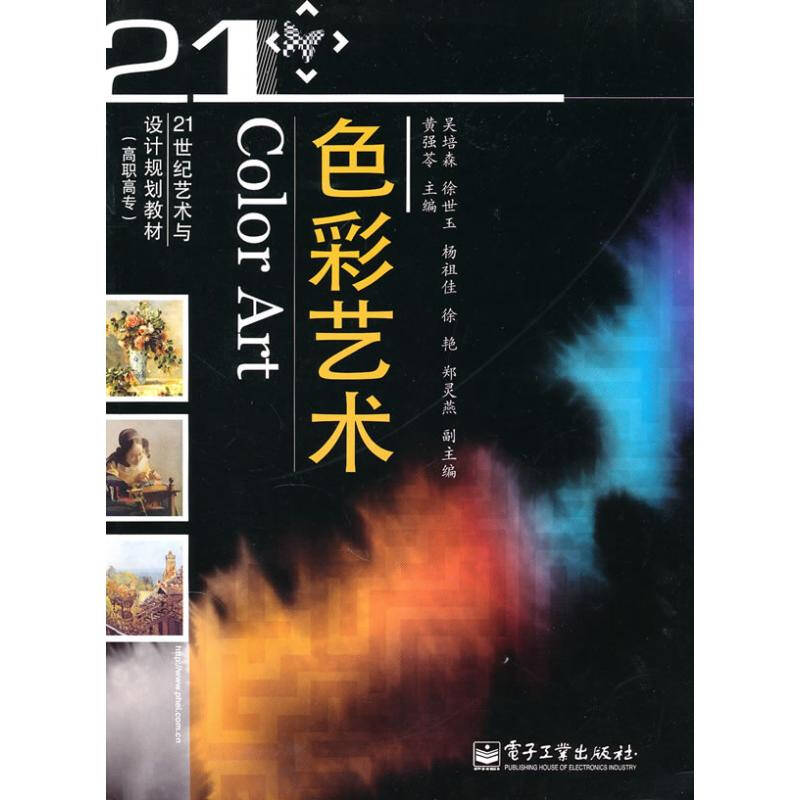 21
21世纪艺术与
设计规划教材
（高职高专）
Color Art
色彩艺术
黄强苓 主编
吴培森 徐世玉 杨祖佳 徐艳 郑灵燕 副主编
http://www.phei.com.cn
電子工業出版社
PUBLISHING HOUSE OF ELECTRONICS INDUSTRY